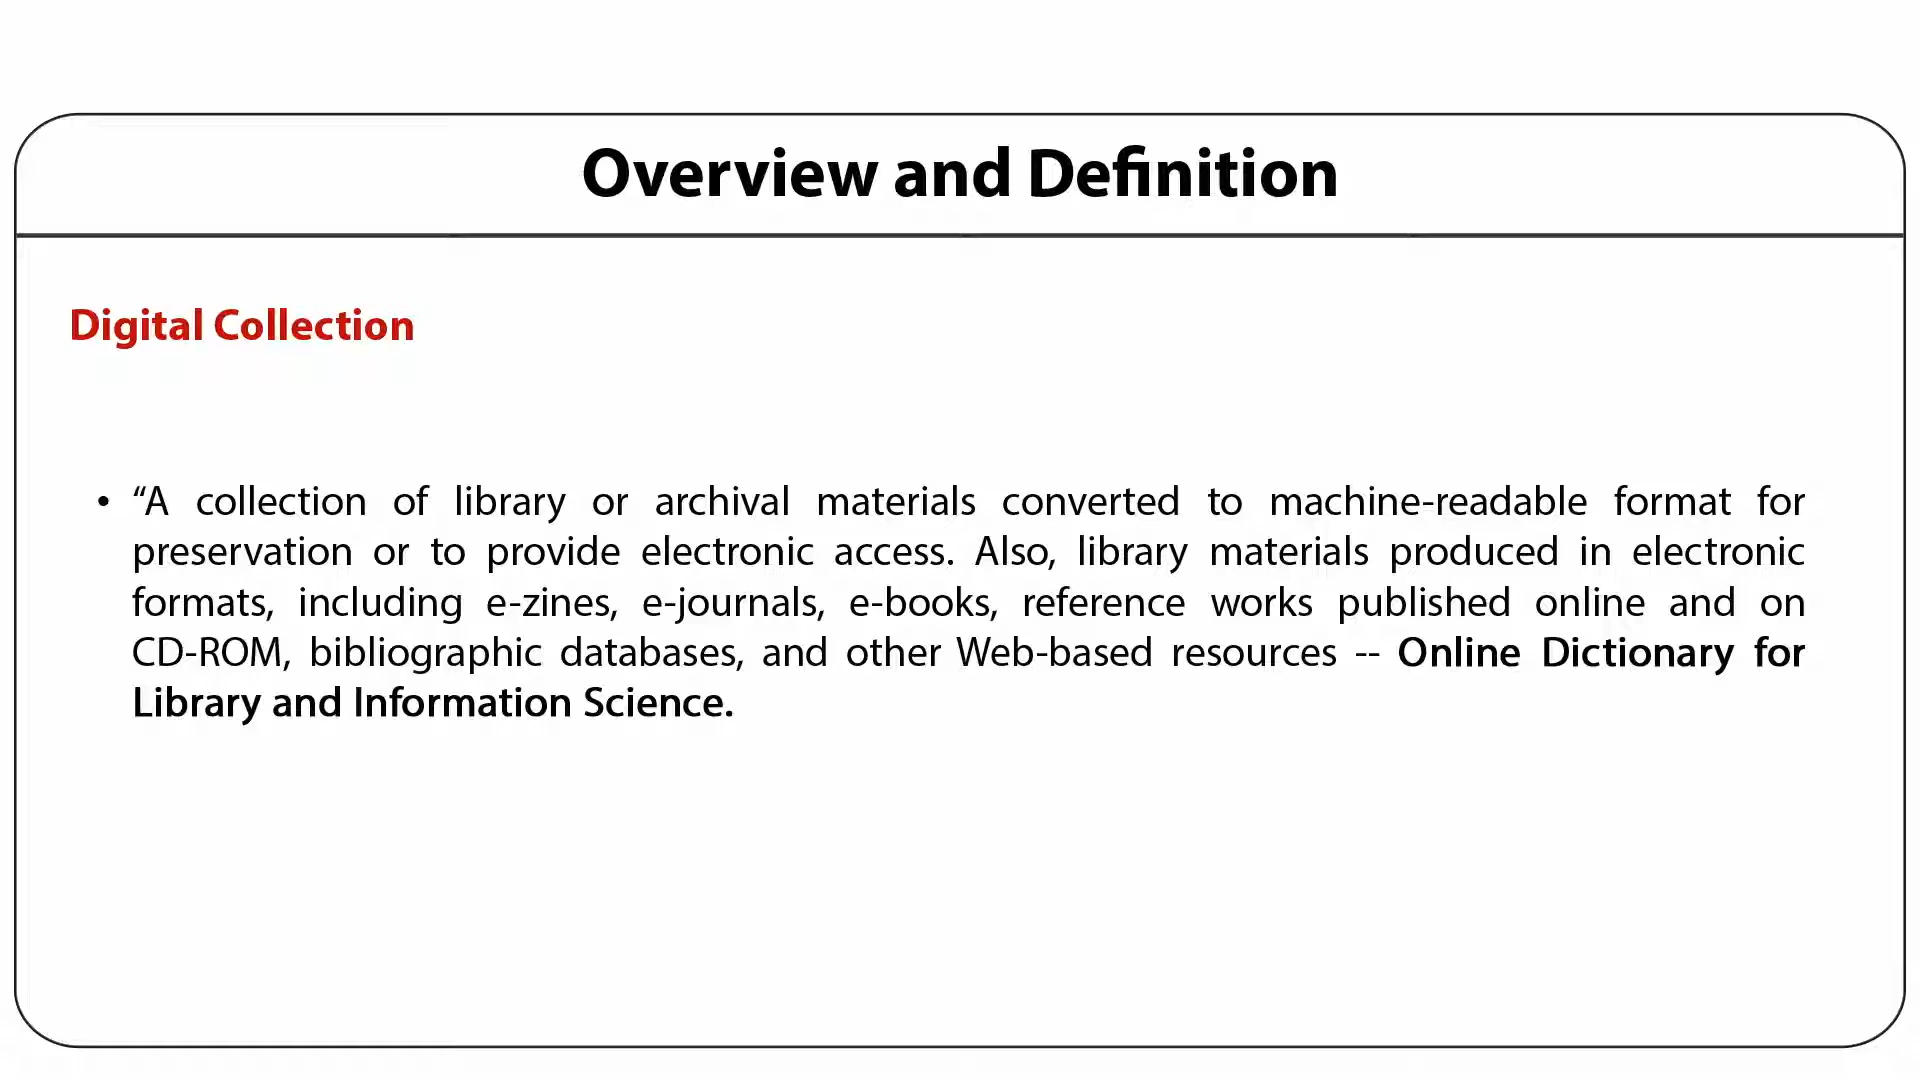 Overview and Definition
Digital Collection
• “A collection of library or archival materials converted to machine-readable format for
preservation or to provide electronic access. Also, library materials produced in electronic
formats, including e-zines, e-journals, e-books, reference works published online and on
CD-ROM, bibliographic databases, and other Web-based resources -- Online Dictionary for
Library and Information Science.